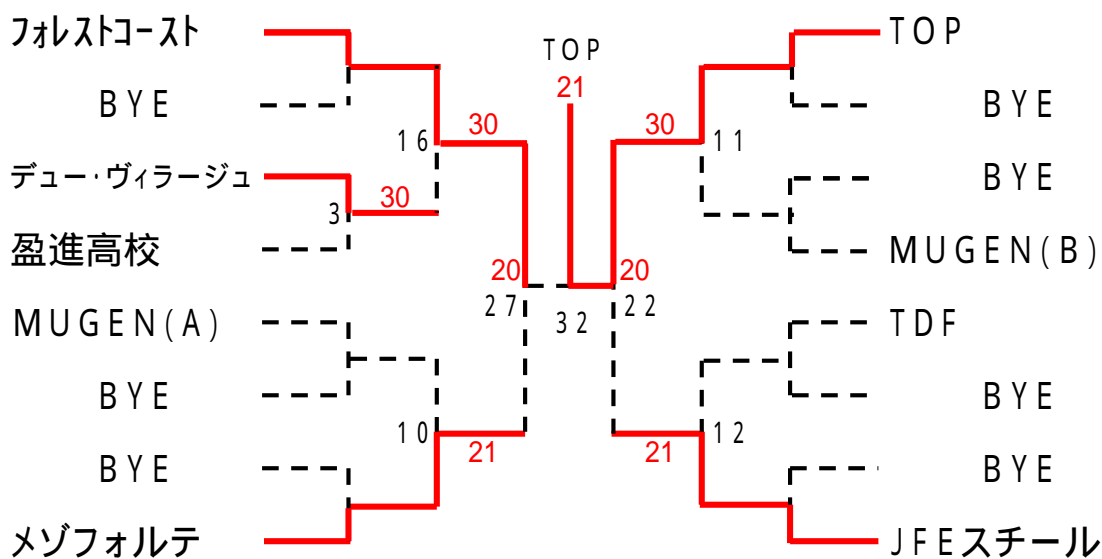 フォレストコースト
BYE
デュー・ヴィラージュ
盈進高校
MUGEN(A)
BYE
BYE
メゾフォルテ
16
30
3
30
20
27
10
21
TOP
21
32
30
11
20
22
12
21
TOP
BYE
BYE
MUGEN(B)
TDF
BYE
BYE
JFEスチール